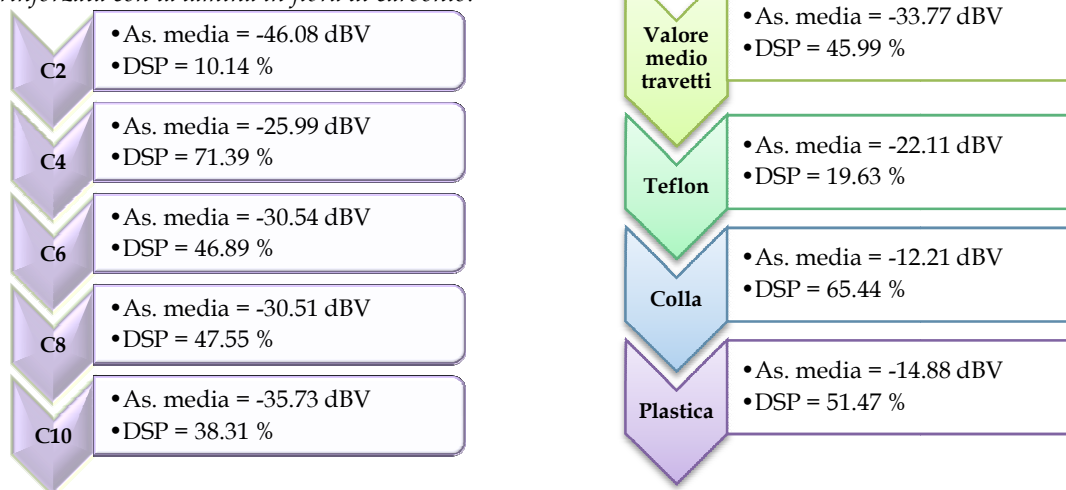 C2
•As. media = -46.08 dBV
•DSP = 10.14 %
C4
•As. media = -25.99 dBV
•DSP = 71.39 %
C6
•As. media = -30.54 dBV
•DSP = 46.89 %
C8
•As. media = -30.51 dBV
•DSP = 47.55 %
C10
•As. media = -35.73 dBV
•DSP = 38.31 %
Valore
medio
travetti
•As. media = -33.77 dBV
•DSP = 45.99 %
Teflon
•As. media = -22.11 dBV
•DSP = 19.63 %
Colla
•As. media = -12.21 dBV
•DSP = 65.44 %
Plastica
•As. media = -14.88 dBV
•DSP = 51.47 %